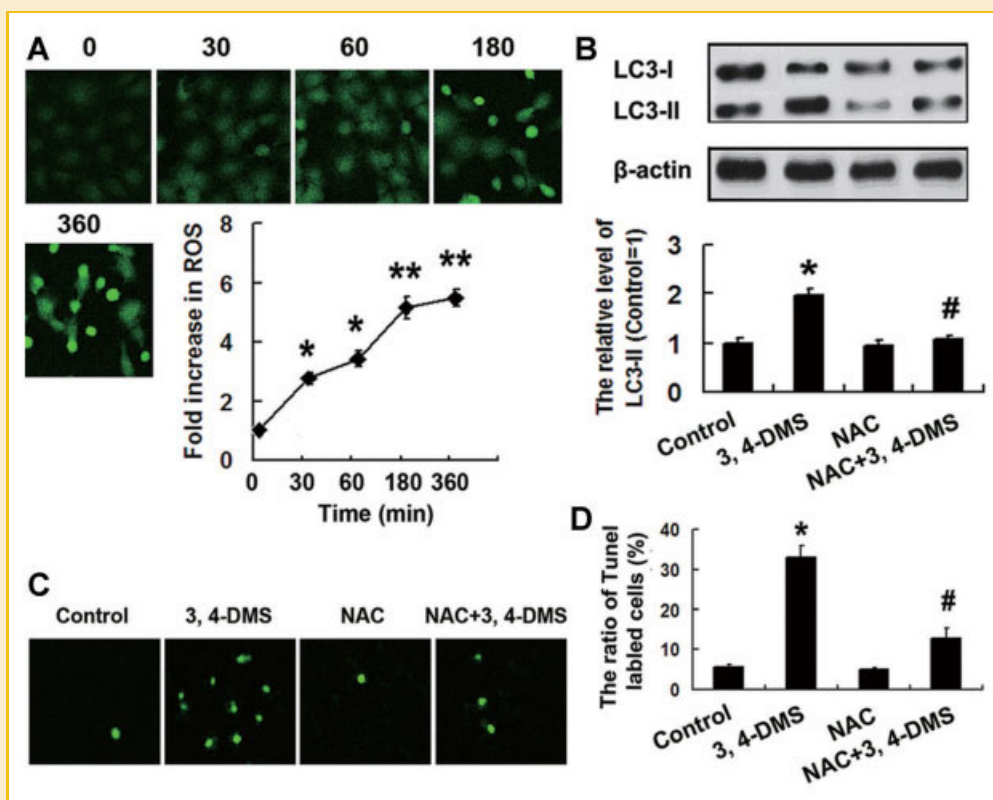 A
0 30 60 180
360
Fold increase in ROS
8
6
4
2
0
* * ** **
0 30 60 180 360
Time (min)
B
LC3-I
LC3-II
β-actin
The relative level of
LC3-II (Control=1)
3
2
1
0
* #
Control 3, 4-DMS NAC NAC+3, 4-DMS
C
Control 3, 4-DMS NAC NAC+3, 4-DMS
D
The ratio of Tunel
labled cells (%)
40
30
20
10
0
* #
Control 3, 4-DMS NAC NAC+3, 4-DMS